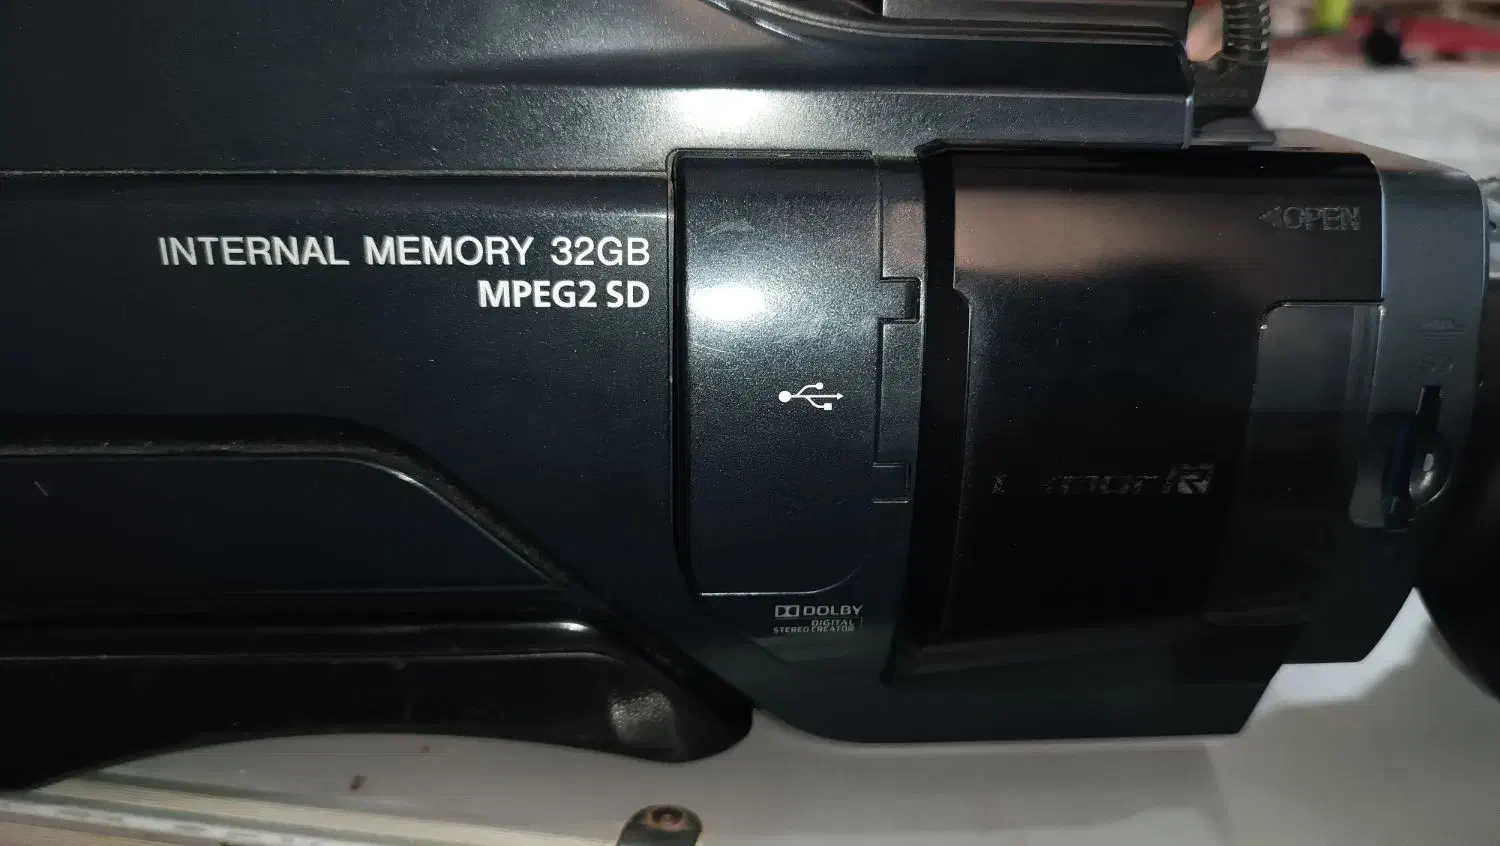 INTERNAL MEMORY 32GB
MPEG2 SD
OPEN
DOLBY
DIGITAL
STEREO CREATOR